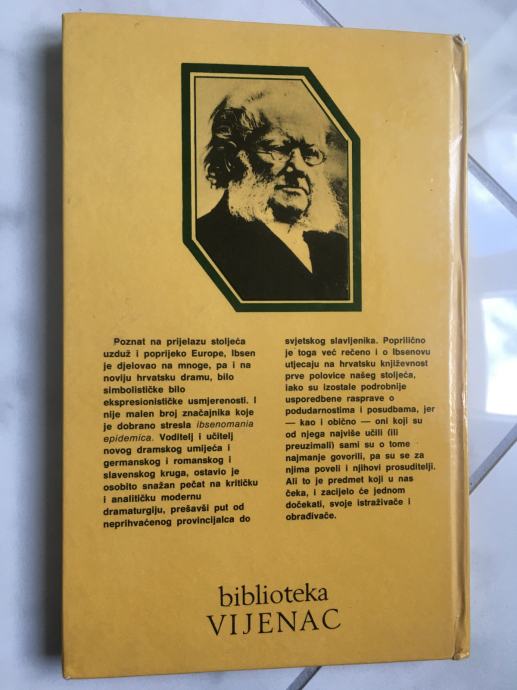 Poznat na prijelazu stoljeća
uzduž i poprijeko Europe, Ibsen
je djelovao na mnoge, pa i na
noviju hrvatsku dramu, bilo
simbolističke bilo
ekspresionističke usmjerenosti. I
nije malen broj značajnika koje
je dobrano stresla ibsenomania
epidemica. Voditelj i učitelj
novog dramskog umijeća i
germanskog i romanskog i
slavenskog kruga, ostavio je
osobito snažan pečat na kritičku
i analitičku modernu
dramaturgiju, prešavši put od
neprihvaćenog provincijalca do
svjetskog slavljenika. Poprilično
je toga već rečeno i o Ibsenovu
utjecaju na hrvatsku književnost
prve polovice našeg stoljeća,
iako su izostale podrobnije
usporedbene rasprave o
podudarnostima i posudbama, jer
— kao i obično — oni koji su
od njega najviše učili (ili
preuzimali) sami su o tome
najmanje govorili, pa su se za
njima poveli i njihovi prosuditelji.
Ali to je predmet koji u nas
čeka, i zacijelo će jednom
dočekati, svoje istraživače i
obrađivače.
biblioteka
VIJENAC